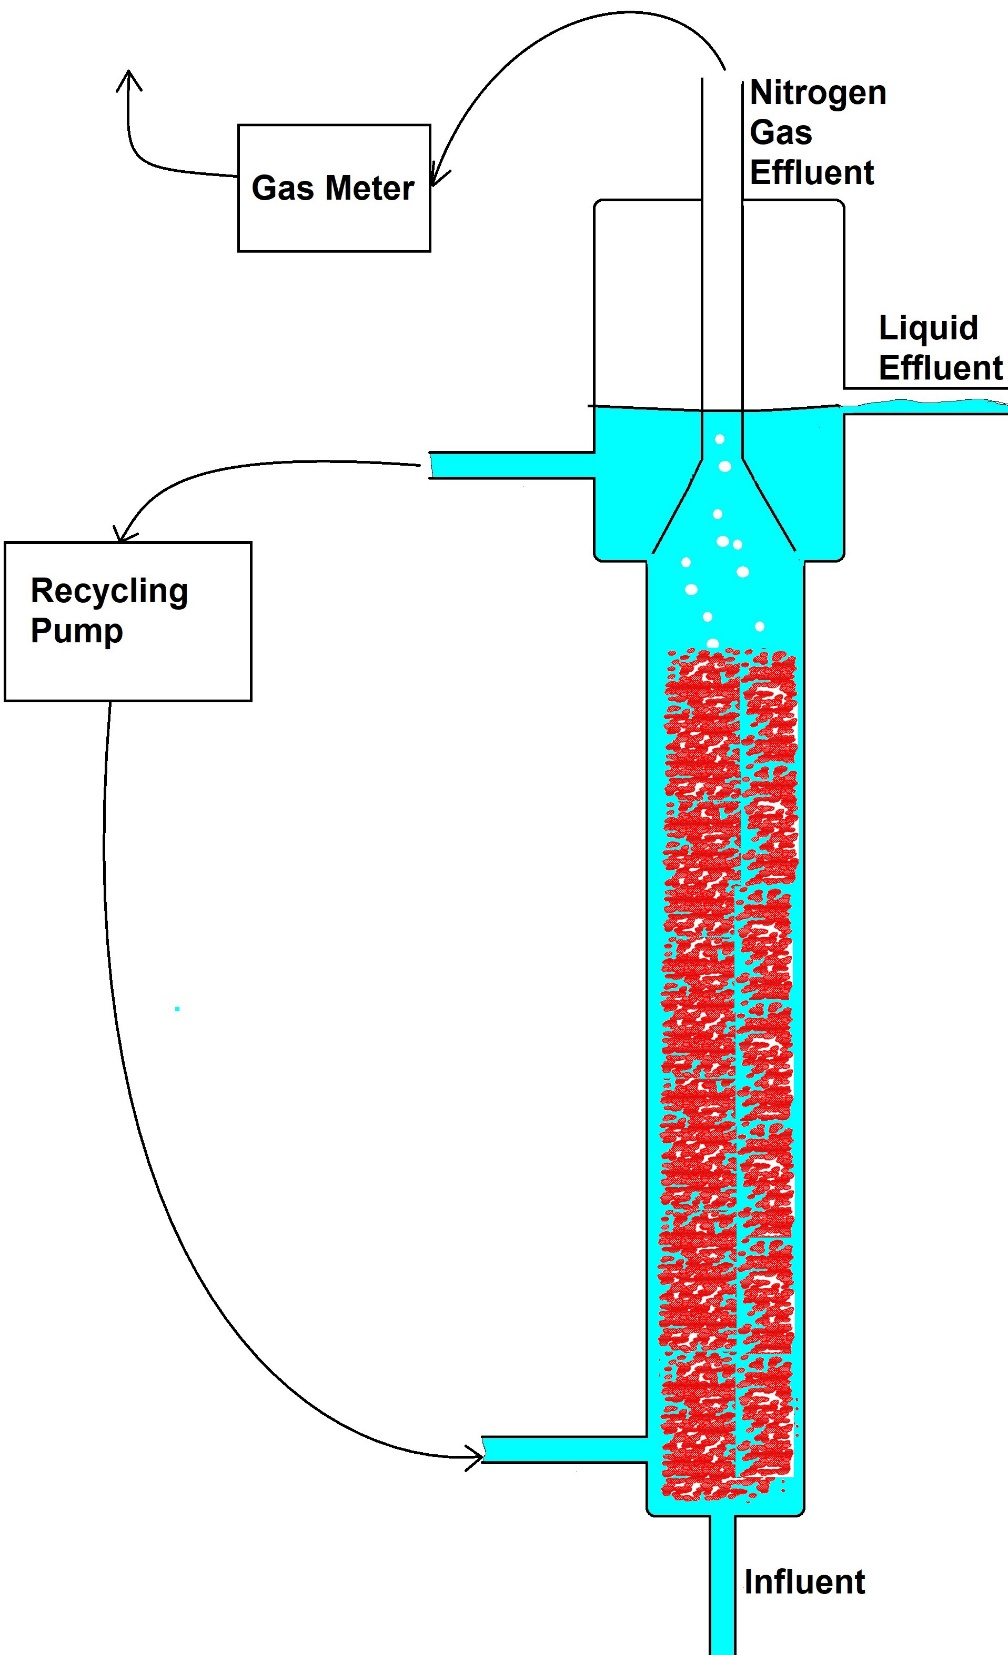 Nitrogen
Gas
Effluent
Gas Meter
Liquid
Effluent
Recycling
Pump
Influent